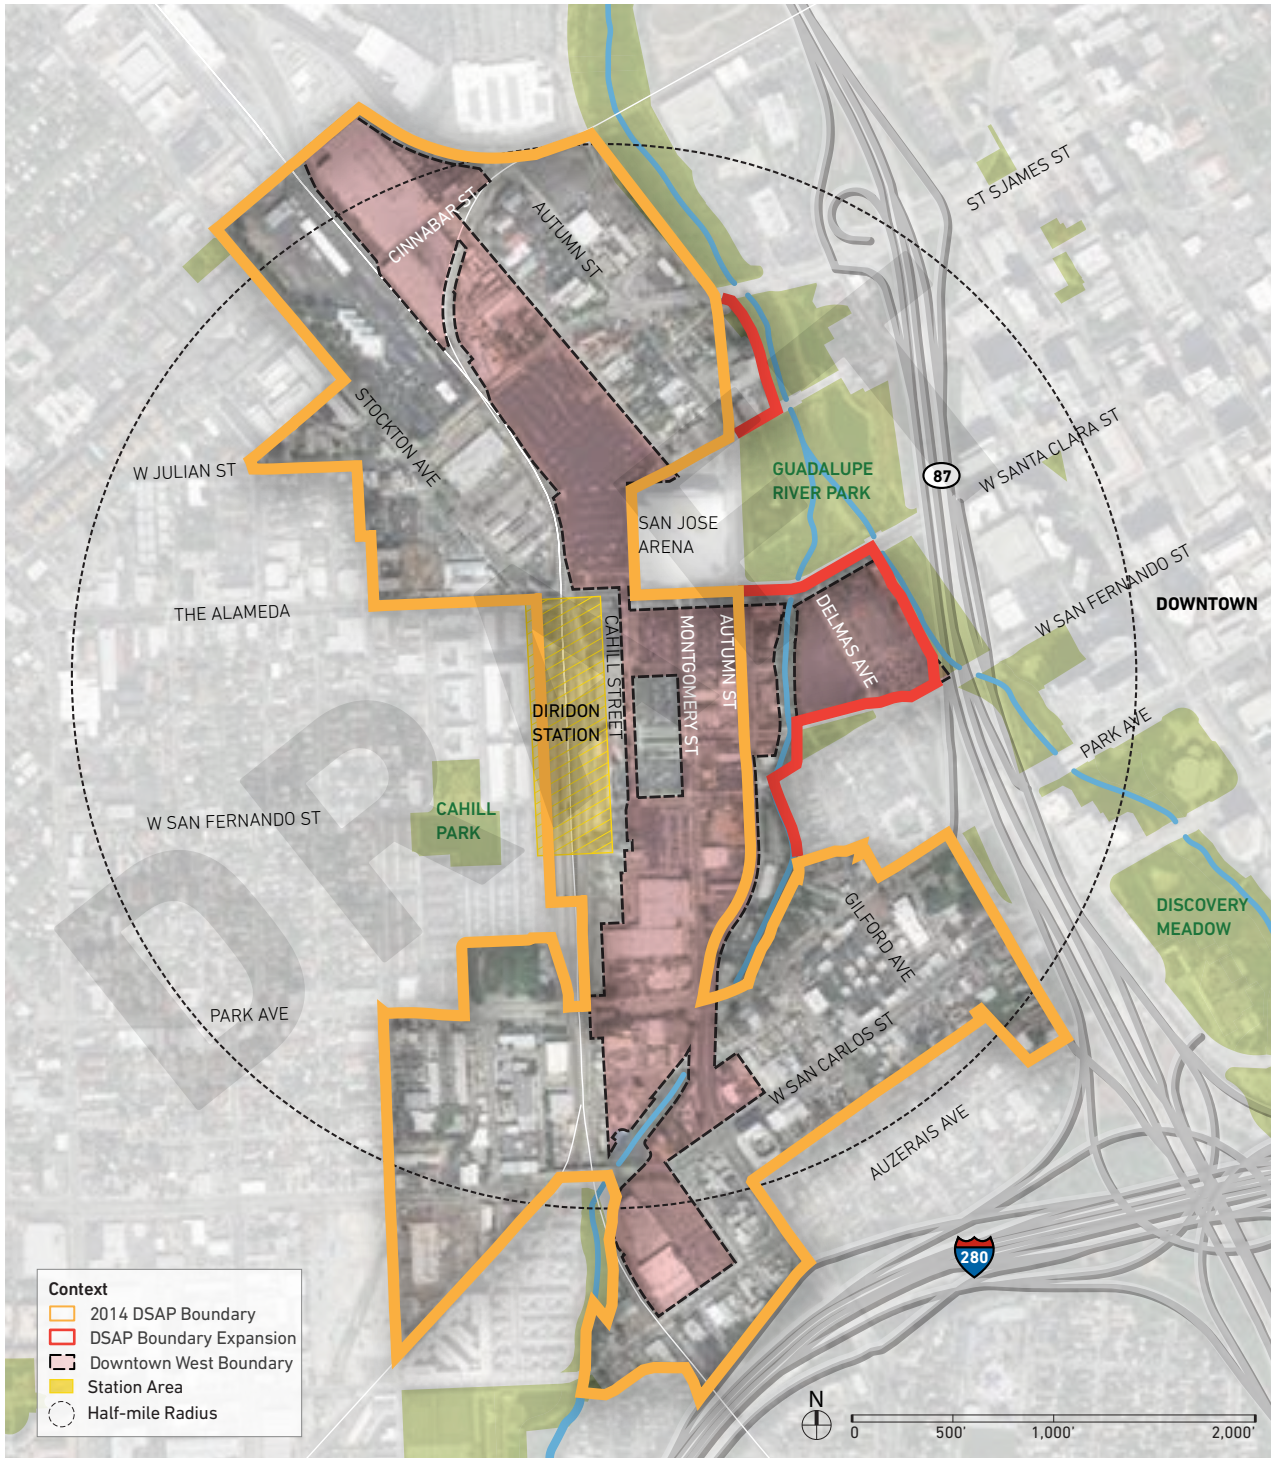 ST SJAMES ST
CINNABAR ST
AUTUMN ST
STOCKTON AVE
W JULIAN ST
W SANTA CLARA ST
87
GUADALUPE
RIVER PARK
SAN JOSE
ARENA
W SAN FERNANDO ST
THE ALAMEDA
DOWNTOWN
DELMAS AVE
CAHILL STREET
MONTGOMERY ST
AUTUMN ST
DIRIDON
STATION
PARK AVE
CAHILL
PARK
W SAN FERNANDO ST
DR
GILFORD AVE
DISCOVERY
MEADOW
PARK AVE
W SAN CARLOS ST
AUZERAIS AVE
280
Context
2014 DSAP Boundary
DSAP Boundary Expansion
Downtown West Boundary
Station Area
Half-mile Radius
N
0 500' 1,000' 2,000'